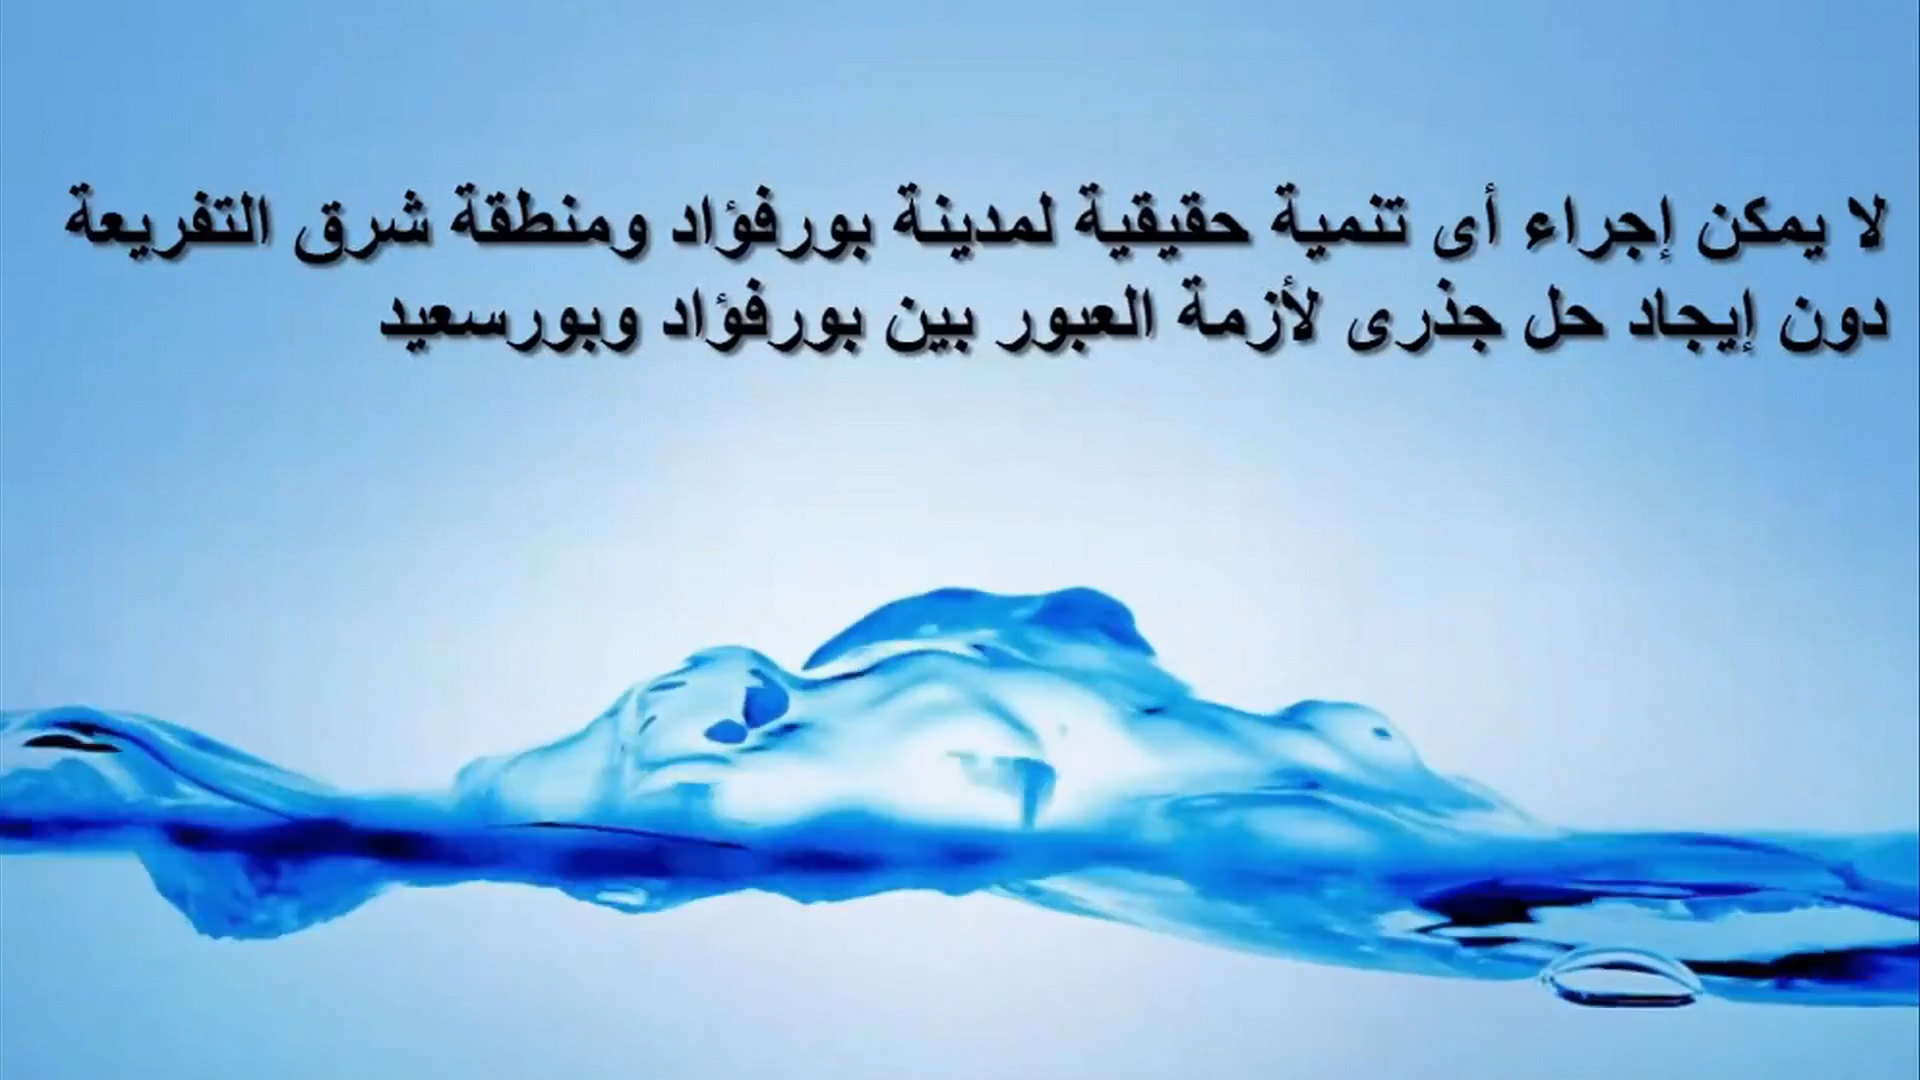 لا يمكن إجراء أى تنمية حقيقية لمدينة بورفؤاد ومنطقة شرق التفريعة
دون إيجاد حل جذرى لأزمة العبور بين بورفؤاد وبورسعيد